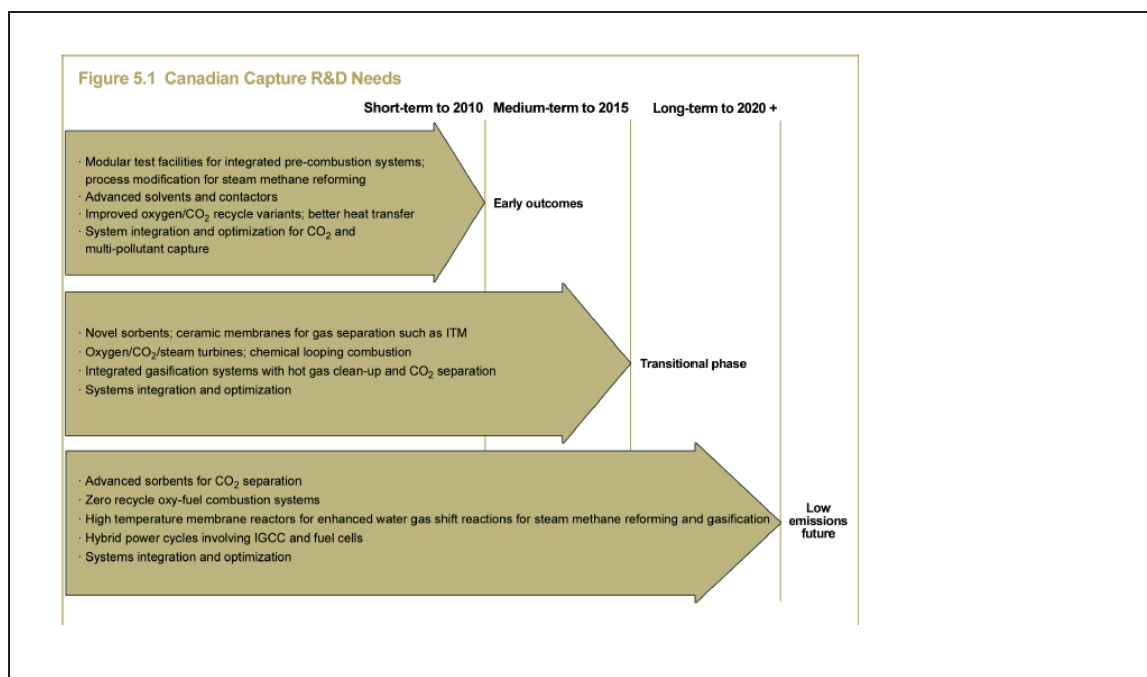 Figure 5.1 Canadian Capture R&D Needs
Short-term to 2010 Medium-term to 2015 Long-term to 2020 +
· Modular test facilities for integrated pre-combustion systems;
process modification for steam methane reforming
· Advanced solvents and contactors
· Improved oxygen/CO2 recycle variants; better heat transfer
· System integration and optimization for CO2 and
multi-pollutant capture
Early outcomes
· Novel sorbents; ceramic membranes for gas separation such as ITM
· Oxygen/CO2/steam turbines; chemical looping combustion
· Integrated gasification systems with hot gas clean-up and CO2 separation
· Systems integration and optimization
Transitional phase
· Advanced sorbents for CO2 separation
· Zero recycle oxy-fuel combustion systems
· High temperature membrane reactors for enhanced water gas shift reactions for steam methane reforming and gasification
· Hybrid power cycles involving IGCC and fuel cells
· Systems integration and optimization
Low
emissions
future